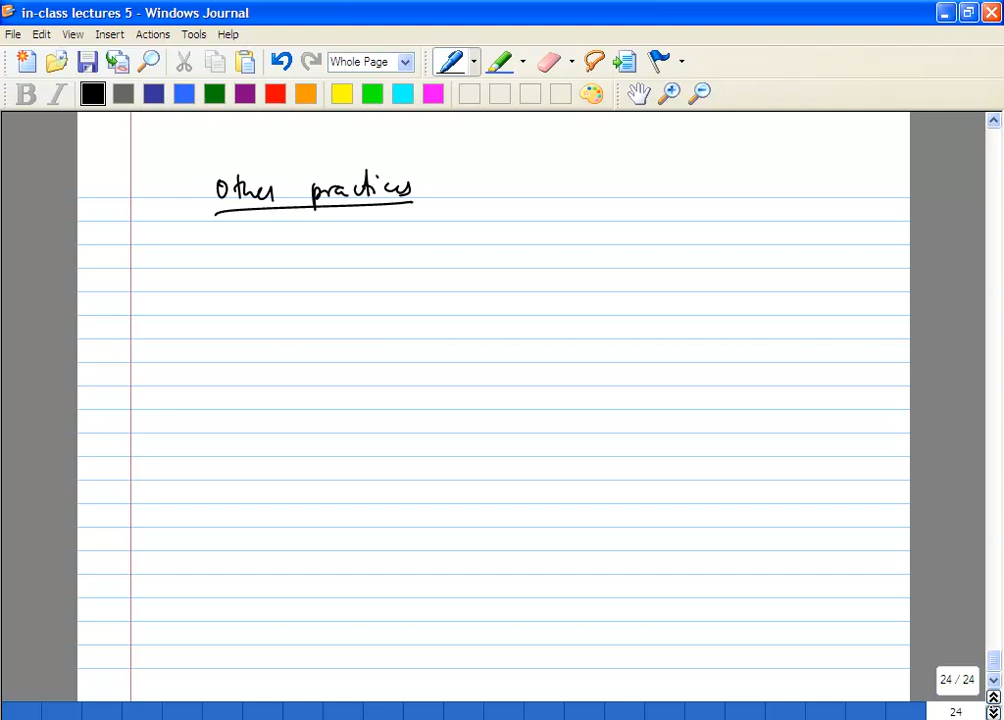 in-class lectures 5 - Windows Journal
File Edit View Insert Actions Tools Help
Whole Page
B I
Other practices
24 / 24
24